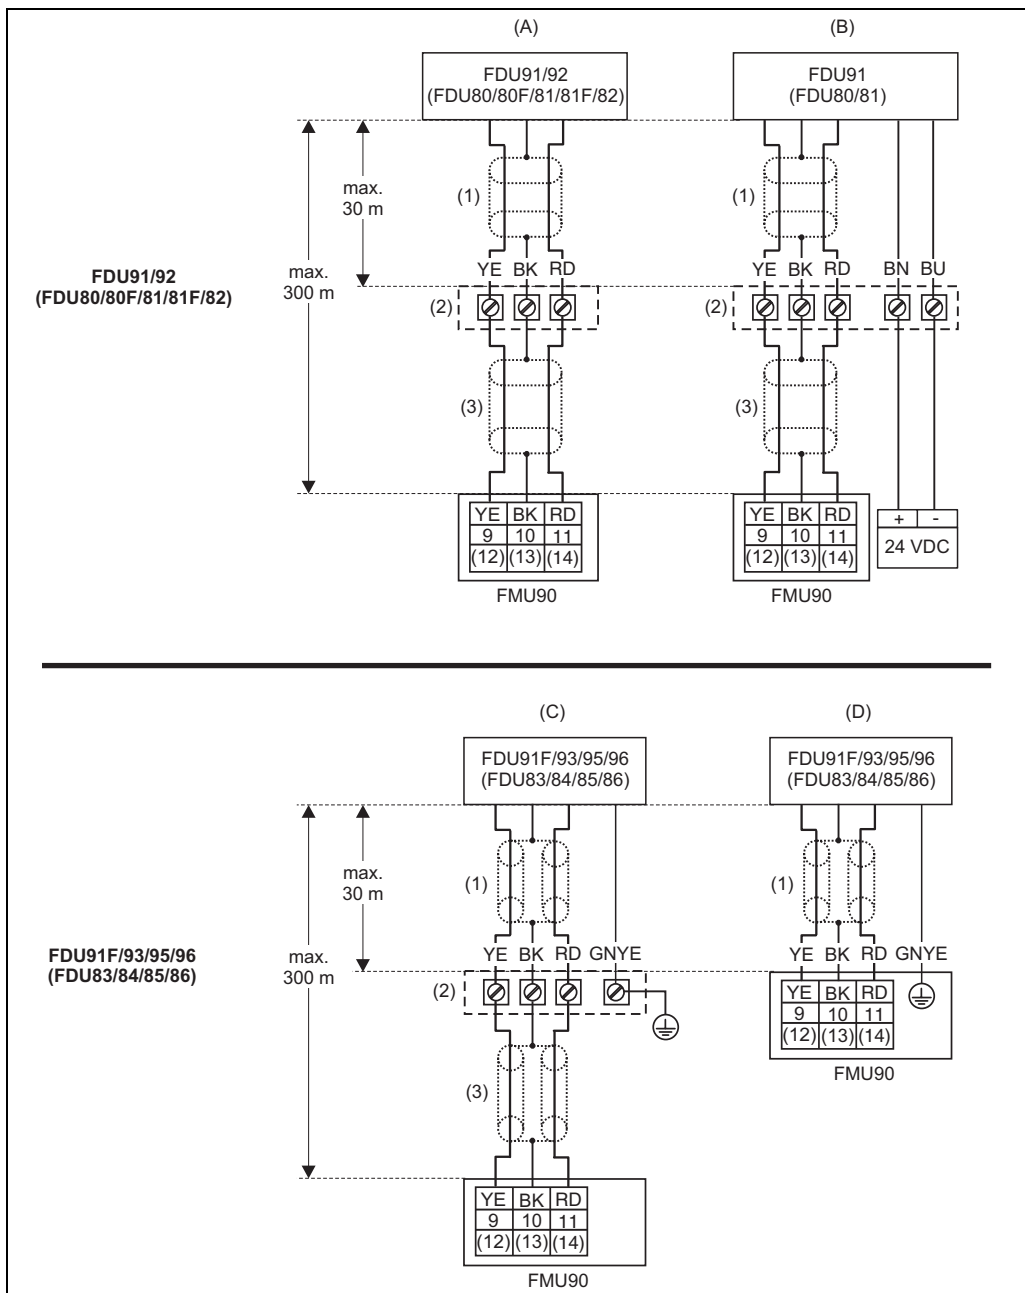 (A)
(B)
FDU91/92
(FDU80/80F/81/81F/82)
FDU91
(FDU80/81)
(1)
max.
30 m
(1)
YE BK RD
YE BK RD BN BU
FDU91/92
(FDU80/80F/81/81F/82)
max.
300 m
(2)
(2)
(3)
(3)
YE BK RD
9 10 11
(12) (13) (14)
FMU90
YE BK RD
9 10 11
(12) (13) (14)
FMU90
+ -
24 VDC
(C)
(D)
FDU91F/93/95/96
(FDU83/84/85/86)
FDU91F/93/95/96
(FDU83/84/85/86)
max.
30 m
(1)
(1)
FDU91F/93/95/96
(FDU83/84/85/86)
max.
300 m
YE BK RD GNYE
YE BK RD GNYE
(2)
YE BK RD
9 10 11
(12) (13) (14)
FMU90
(3)
YE BK RD
9 10 11
(12) (13) (14)
FMU90